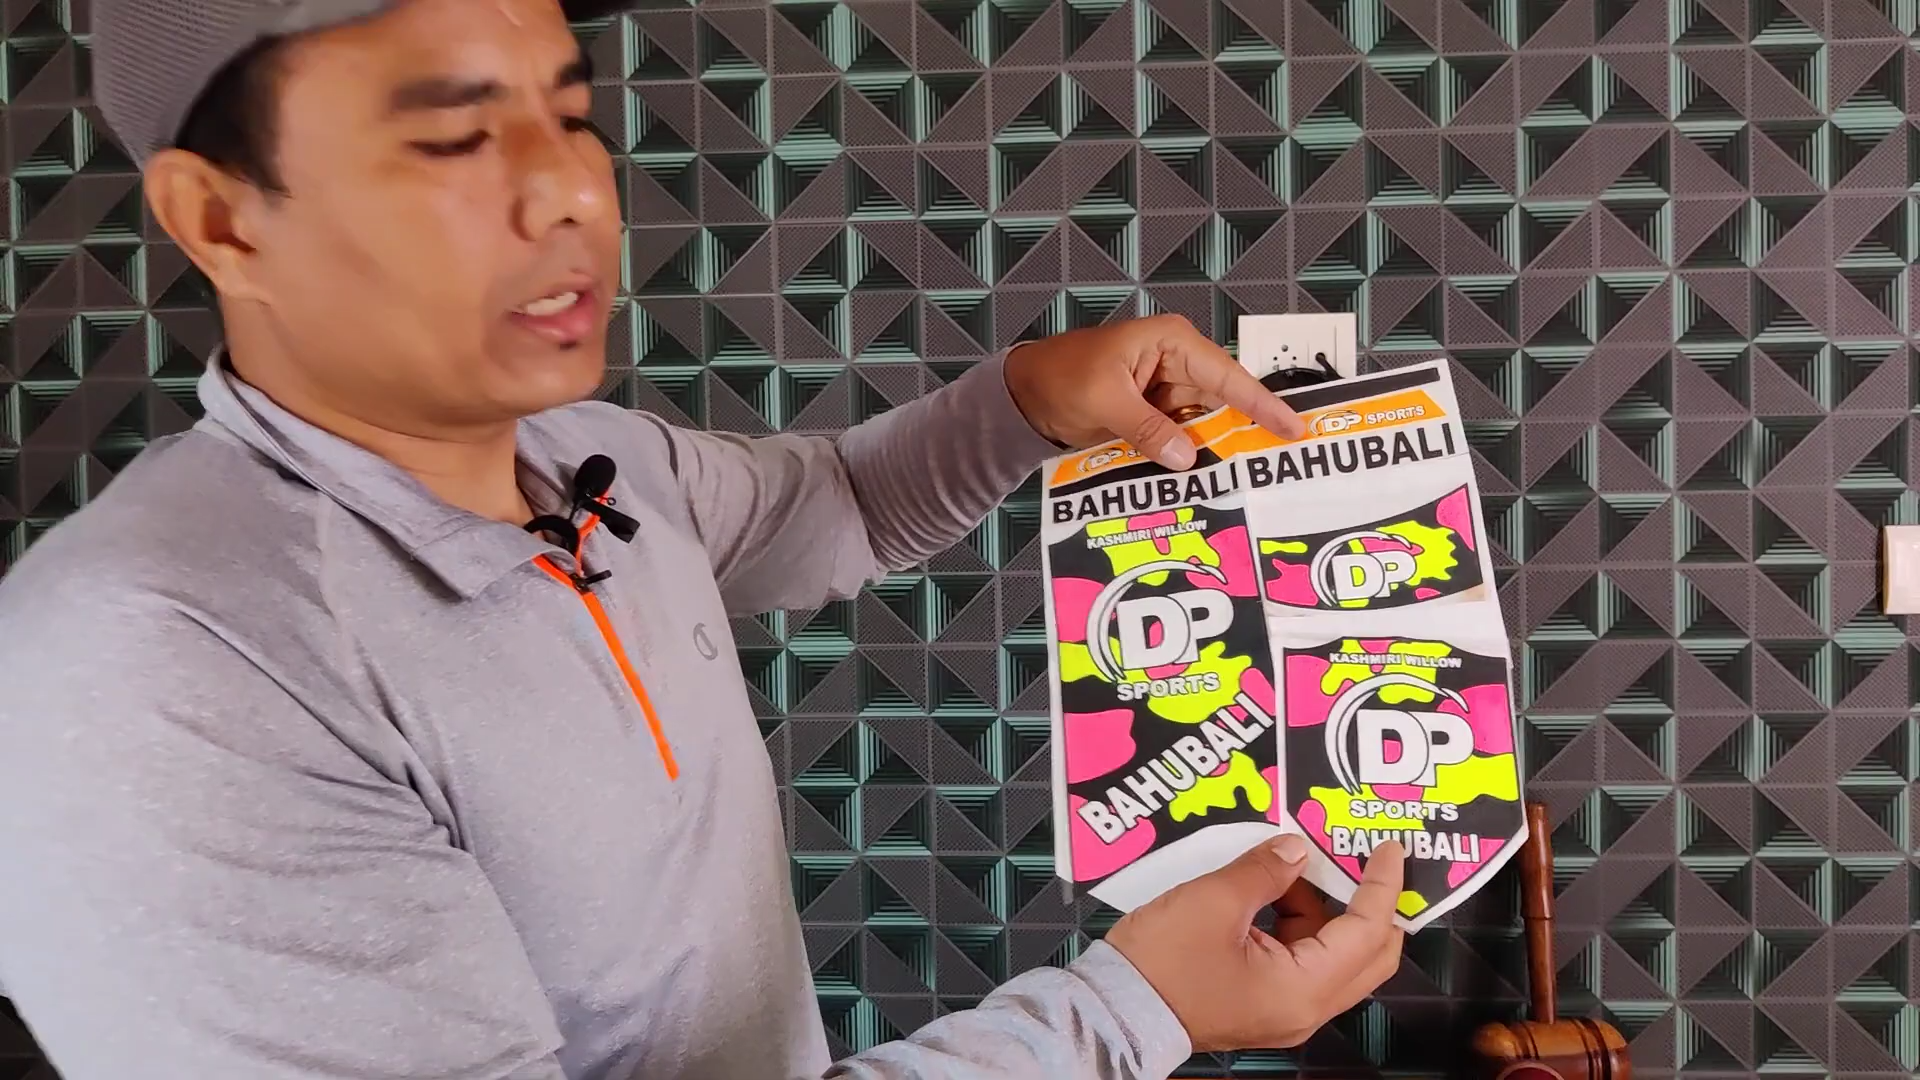 DP SPORTS
BAHUBALI
BAHUBALI
KASHMIRI WILLOW
DP
SPORTS
BAHUBALI
DP
KASHMIRI WILLOW
DP
SPORTS
BAHUBALI